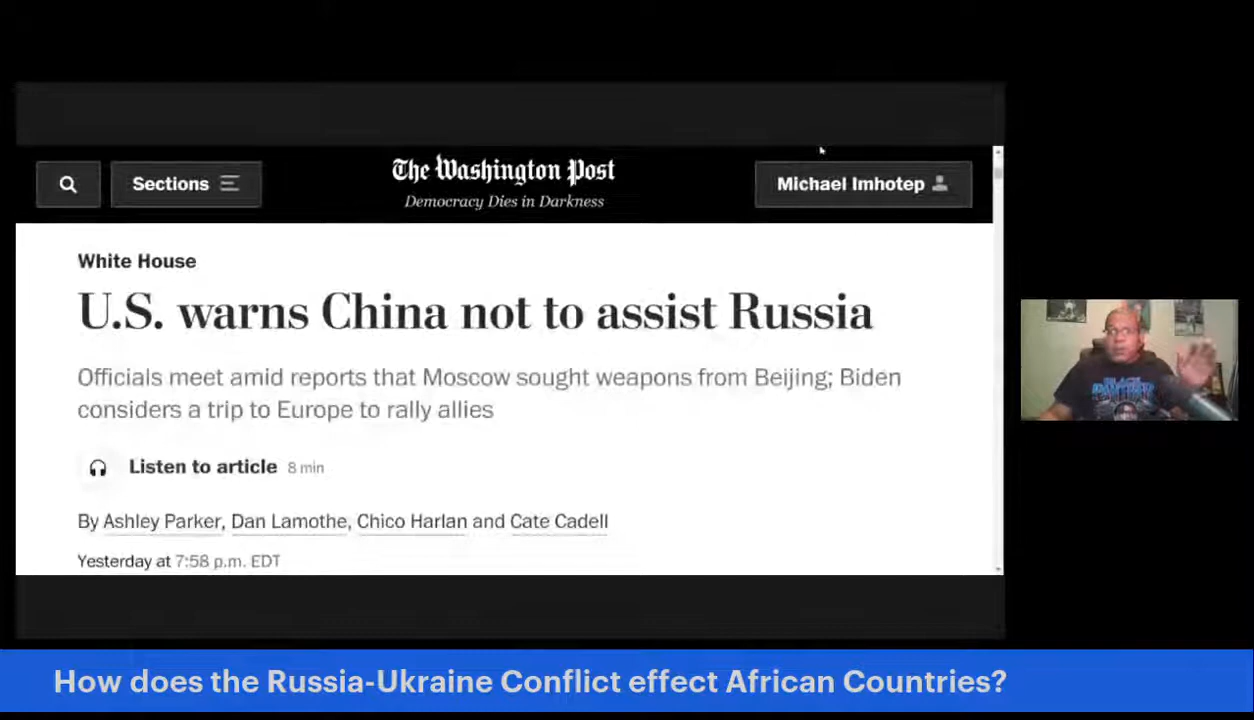 The Washington Post
Sections
Michael Imhotep
Democracy Dies in Darkness
White House
U.S. warns China not to assist Russia
Officials meet amid reports that Moscow sought weapons from Beijing; Biden
considers a trip to Europe to rally allies
Listen to article 8 min
By Ashley Parker, Dan Lamothe, Chico Harlan and Cate Cadell
Yesterday at 7:58 p.m. EDT
BLACK
PANTHER
How does the Russia-Ukraine Conflict effect African Countries?